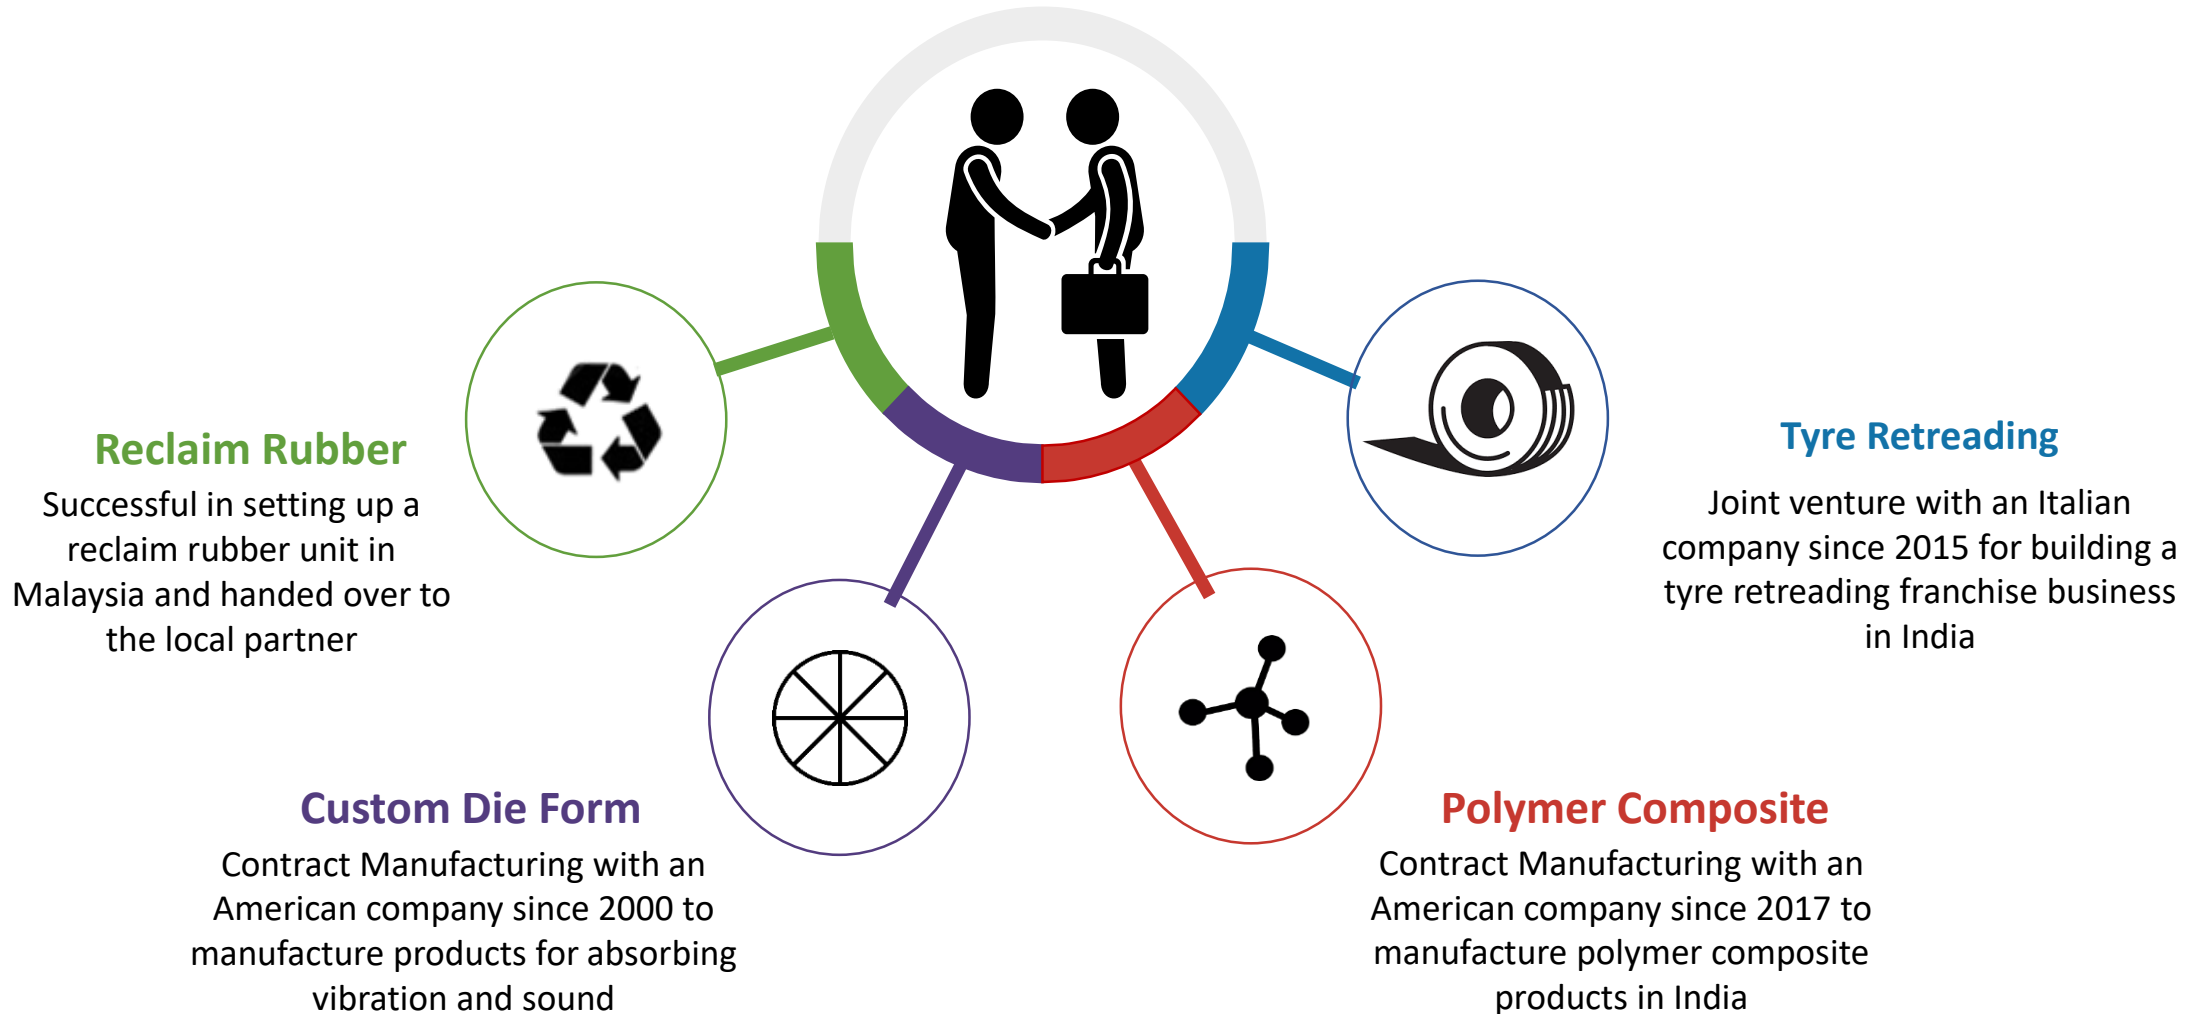 Reclaim Rubber
Successful in setting up a
reclaim rubber unit in
Malaysia and handed over to
the local partner
Custom Die Form
Contract Manufacturing with an
American company since 2000 to
manufacture products for absorbing
vibration and sound
Polymer Composite
Contract Manufacturing with an
American company since 2017 to
manufacture polymer composite
products in India
Tyre Retreading
Joint venture with an Italian
company since 2015 for building a
tyre retreading franchise business
in India